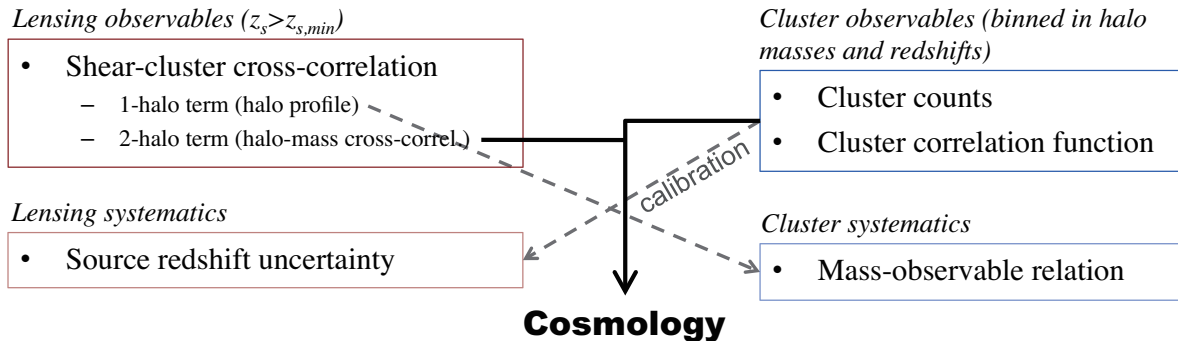 Lensing observables (z_s>z_{s,min})
• Shear-cluster cross-correlation
– 1-halo term (halo profile)
– 2-halo term (halo-mass cross-correl.)
Cluster observables (binned in halo
masses and redshifts)
• Cluster counts
• Cluster correlation function
calibration
Lensing systematics
• Source redshift uncertainty
Cluster systematics
• Mass-observable relation
Cosmology